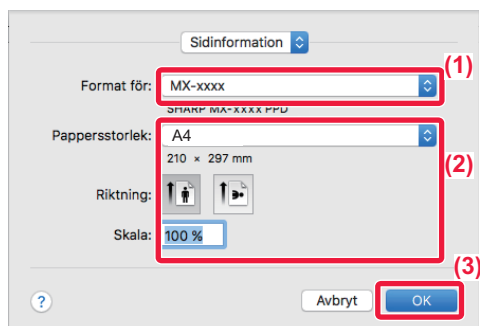 Sidinformation
(1)
Format för: MX-xxxx
SHARP MX-xxxx PPD
Pappersstorlek: A4
210 × 297 mm
(2)
Riktning:
Skala: 100 %
(3)
? Avbryt OK